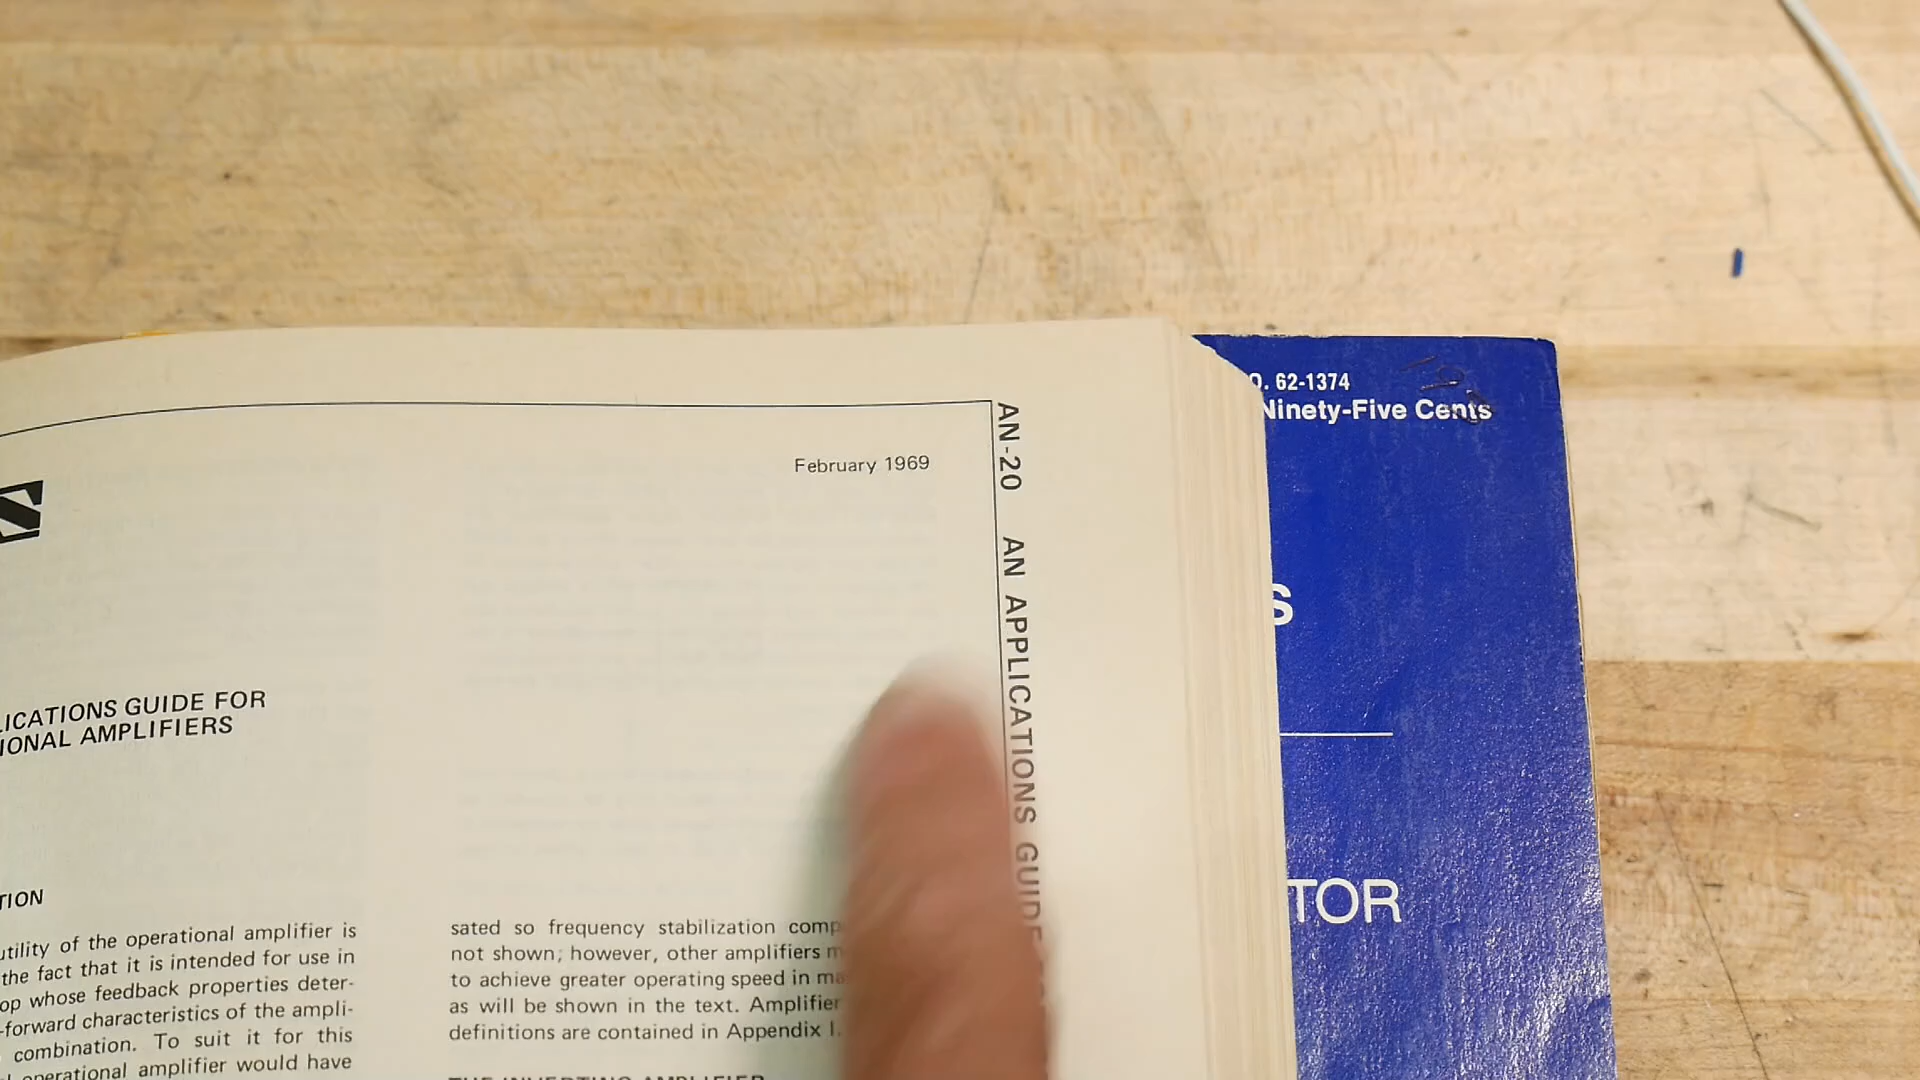 February 1969
AN-20 AN APPLICATIONS GUIDE
LICATIONS GUIDE FOR
IONAL AMPLIFIERS
TION
utility of the operational amplifier is
the fact that it is intended for use in
op whose feedback properties deter-
-forward characteristics of the ampli-
combination. To suit it for this
operational amplifier would have
sated so frequency stabilization comp
not shown; however, other amplifiers m
to achieve greater operating speed in ma
as will be shown in the text. Amplifier
definitions are contained in Appendix I.
THE INVERTING AMPLIFIER
O. 62-1374
Ninety-Five Cents
S
TOR